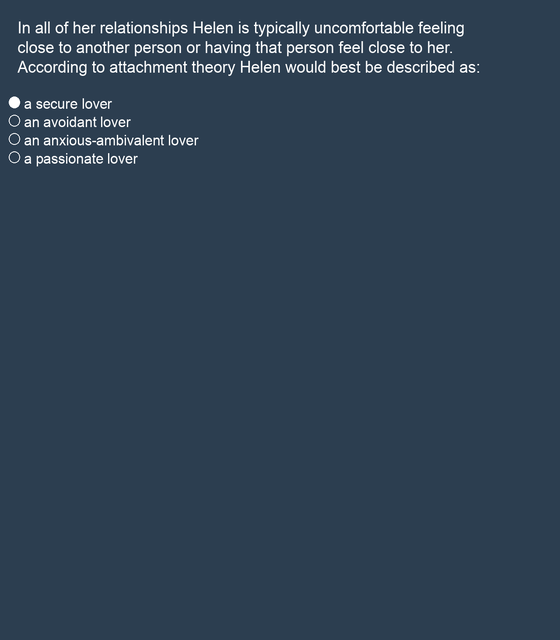 In all of her relationships Helen is typically uncomfortable feeling
close to another person or having that person feel close to her.
According to attachment theory Helen would best be described as:
a secure lover
an avoidant lover
an anxious-ambivalent lover
a passionate lover